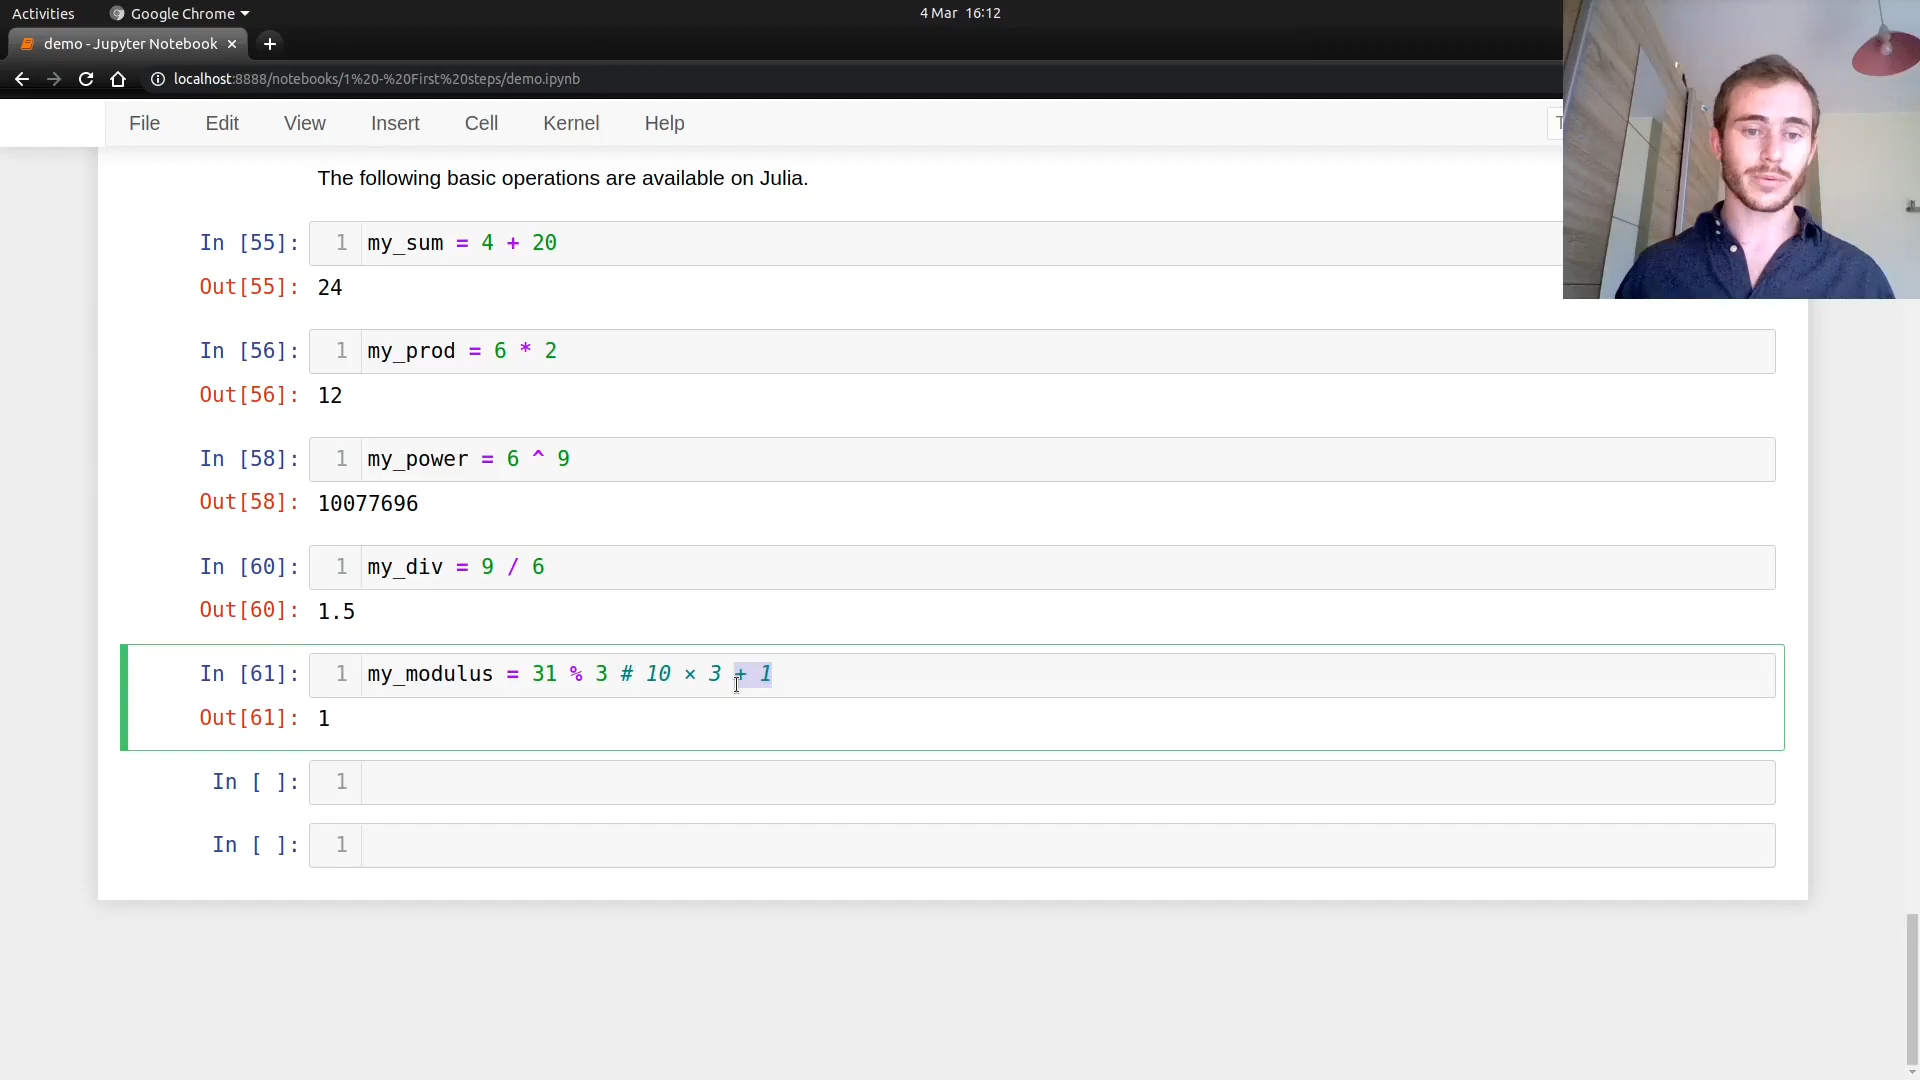 Activities
Google Chrome
4 Mar 16:12
demo - Jupyter Notebook
localhost:8888/notebooks/1%20-%20First%20steps/demo.ipynb
File Edit View Insert Cell Kernel Help
T
The following basic operations are available on Julia.
In [55]: 1 my_sum = 4 + 20
Out[55]: 24
In [56]: 1 my_prod = 6 * 2
Out[56]: 12
In [58]: 1 my_power = 6 ^ 9
Out[58]: 10077696
In [60]: 1 my_div = 9 / 6
Out[60]: 1.5
In [61]: 1 my_modulus = 31 % 3 # 10 × 3 + 1
Out[61]: 1
In [ ]: 1
In [ ]: 1